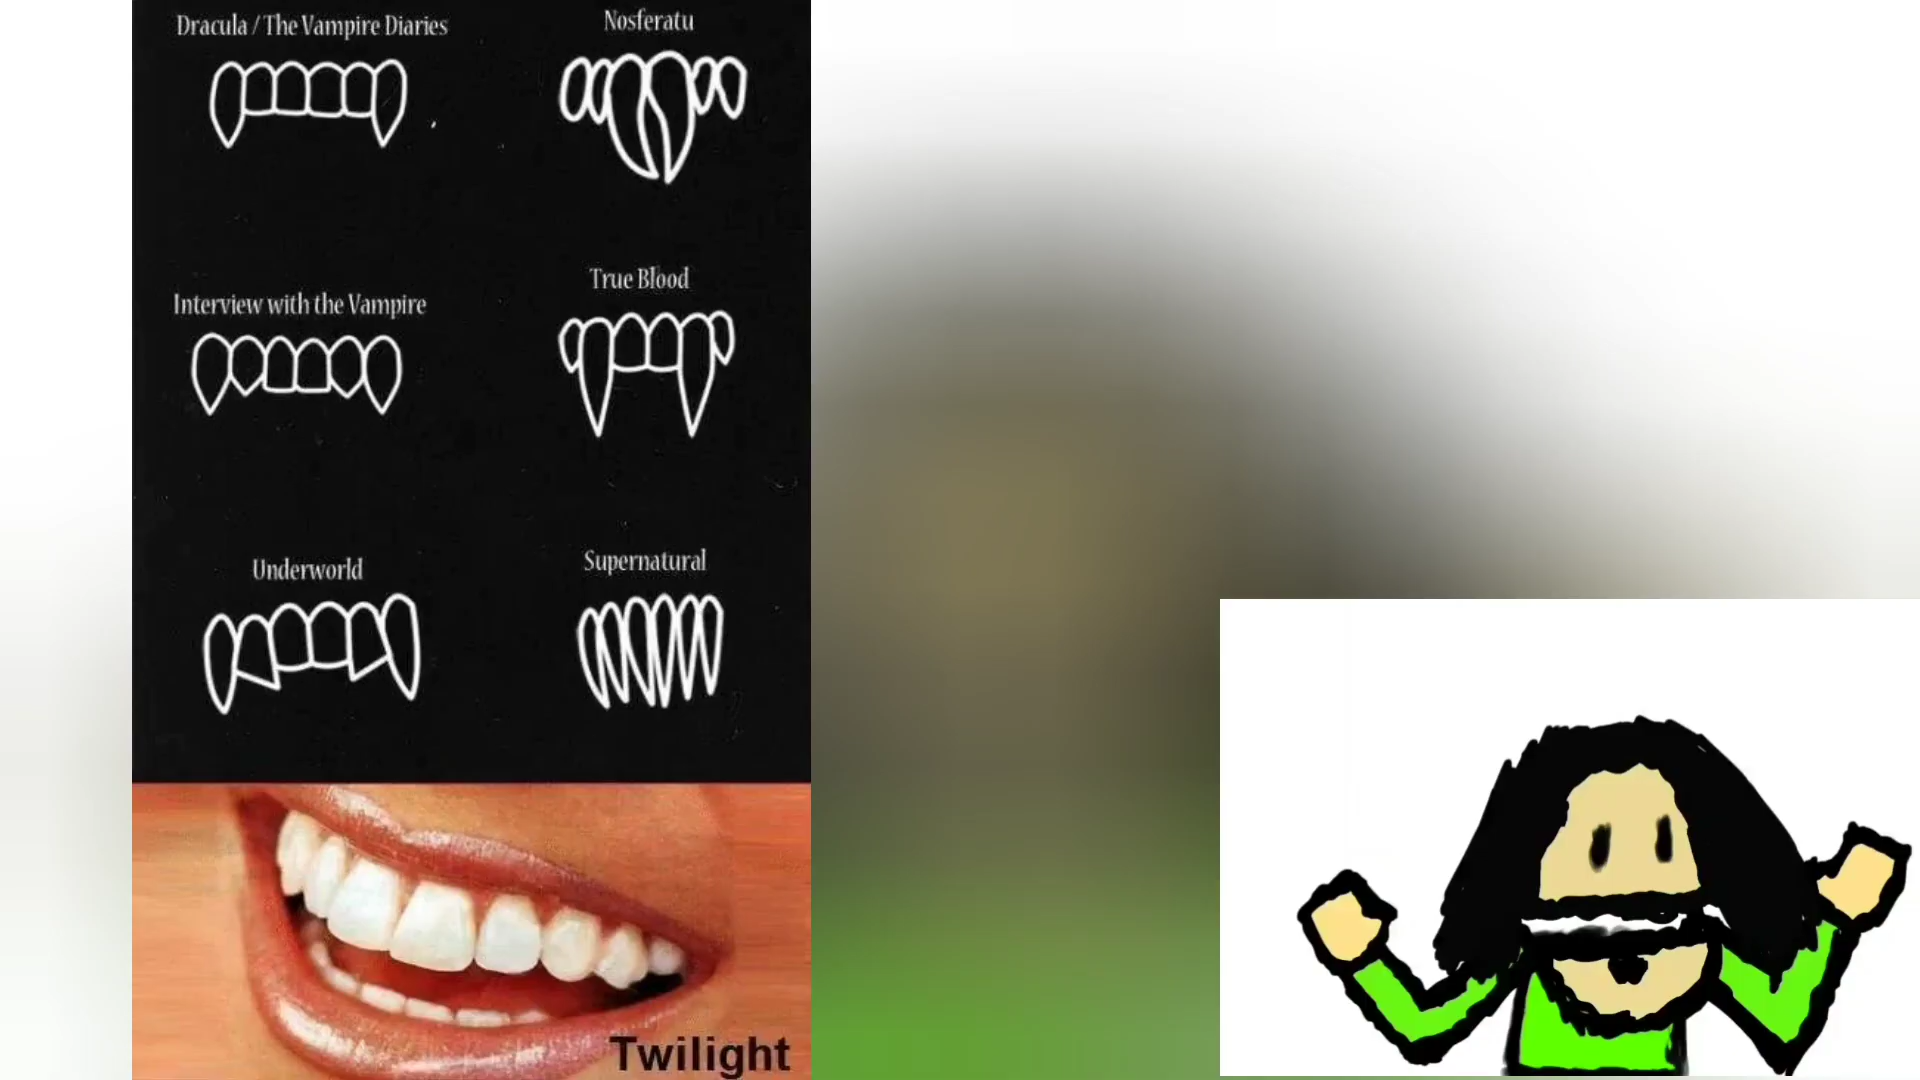 Dracula / The Vampire Diaries
Nosferatu
Interview with the Vampire
True Blood
Underworld
Supernatural
Twilight